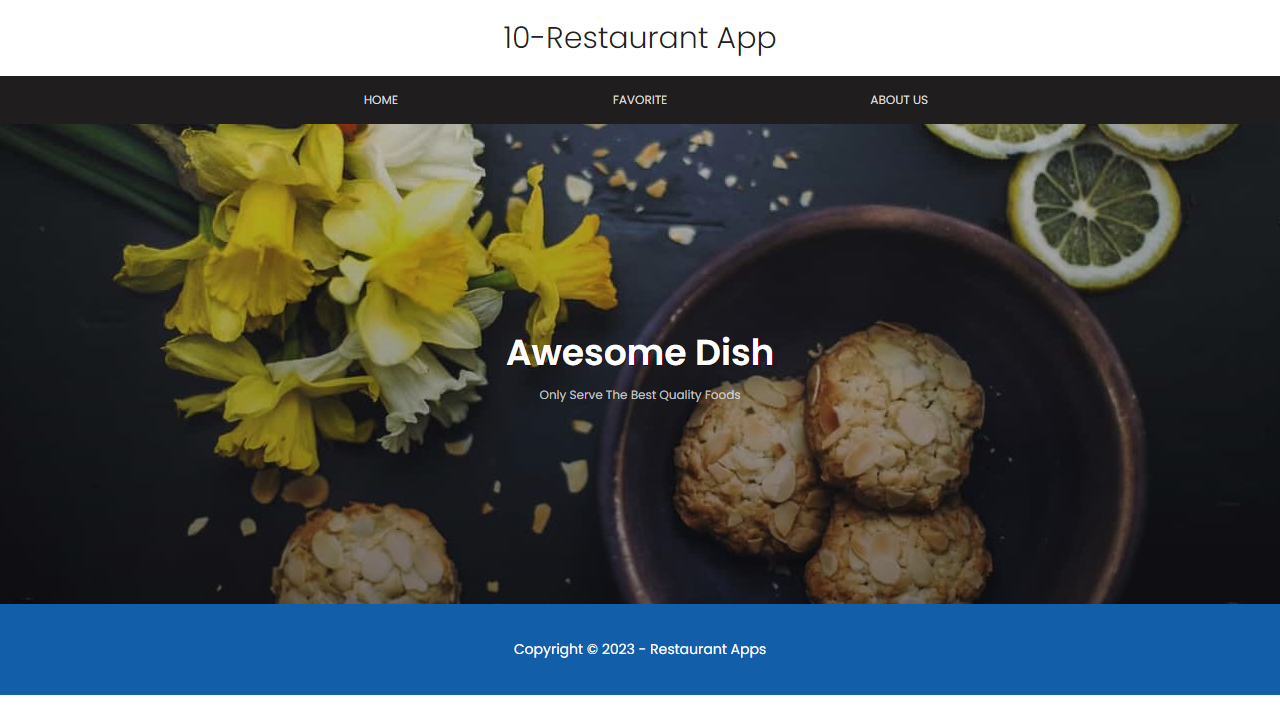 10-Restaurant App
HOME FAVORITE ABOUT US
Awesome Dish
Only Serve The Best Quality Foods
Copyright © 2023 - Restaurant Apps